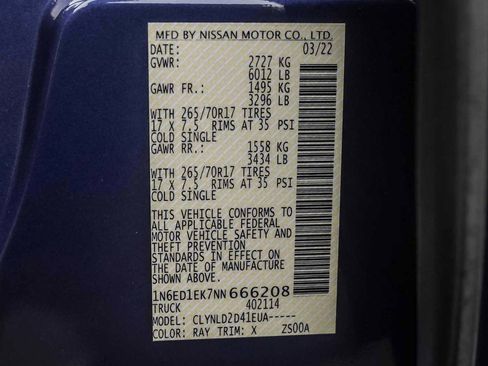 MFD BY NISSAN MOTOR CO., LTD.
DATE: 03/22
GVWR: 2727 KG
6012 LB
GAWR FR.: 1495 KG
3296 LB
WITH 265/70R17 TIRES
17 X 7.5 RIMS AT 35 PSI
COLD SINGLE
GAWR RR.: 1558 KG
3434 LB
WITH 265/70R17 TIRES
17 X 7.5 RIMS AT 35 PSI
COLD SINGLE
THIS VEHICLE CONFORMS TO
ALL APPLICABLE FEDERAL
MOTOR VEHICLE SAFETY AND
THEFT PREVENTION
STANDARDS IN EFFECT ON
THE DATE OF MANUFACTURE
SHOWN ABOVE.
1N6ED1EK7NN666208
TRUCK 402114
MODEL: CLYNLD2D41EUA-----
COLOR: RAY TRIM: X ZS00A